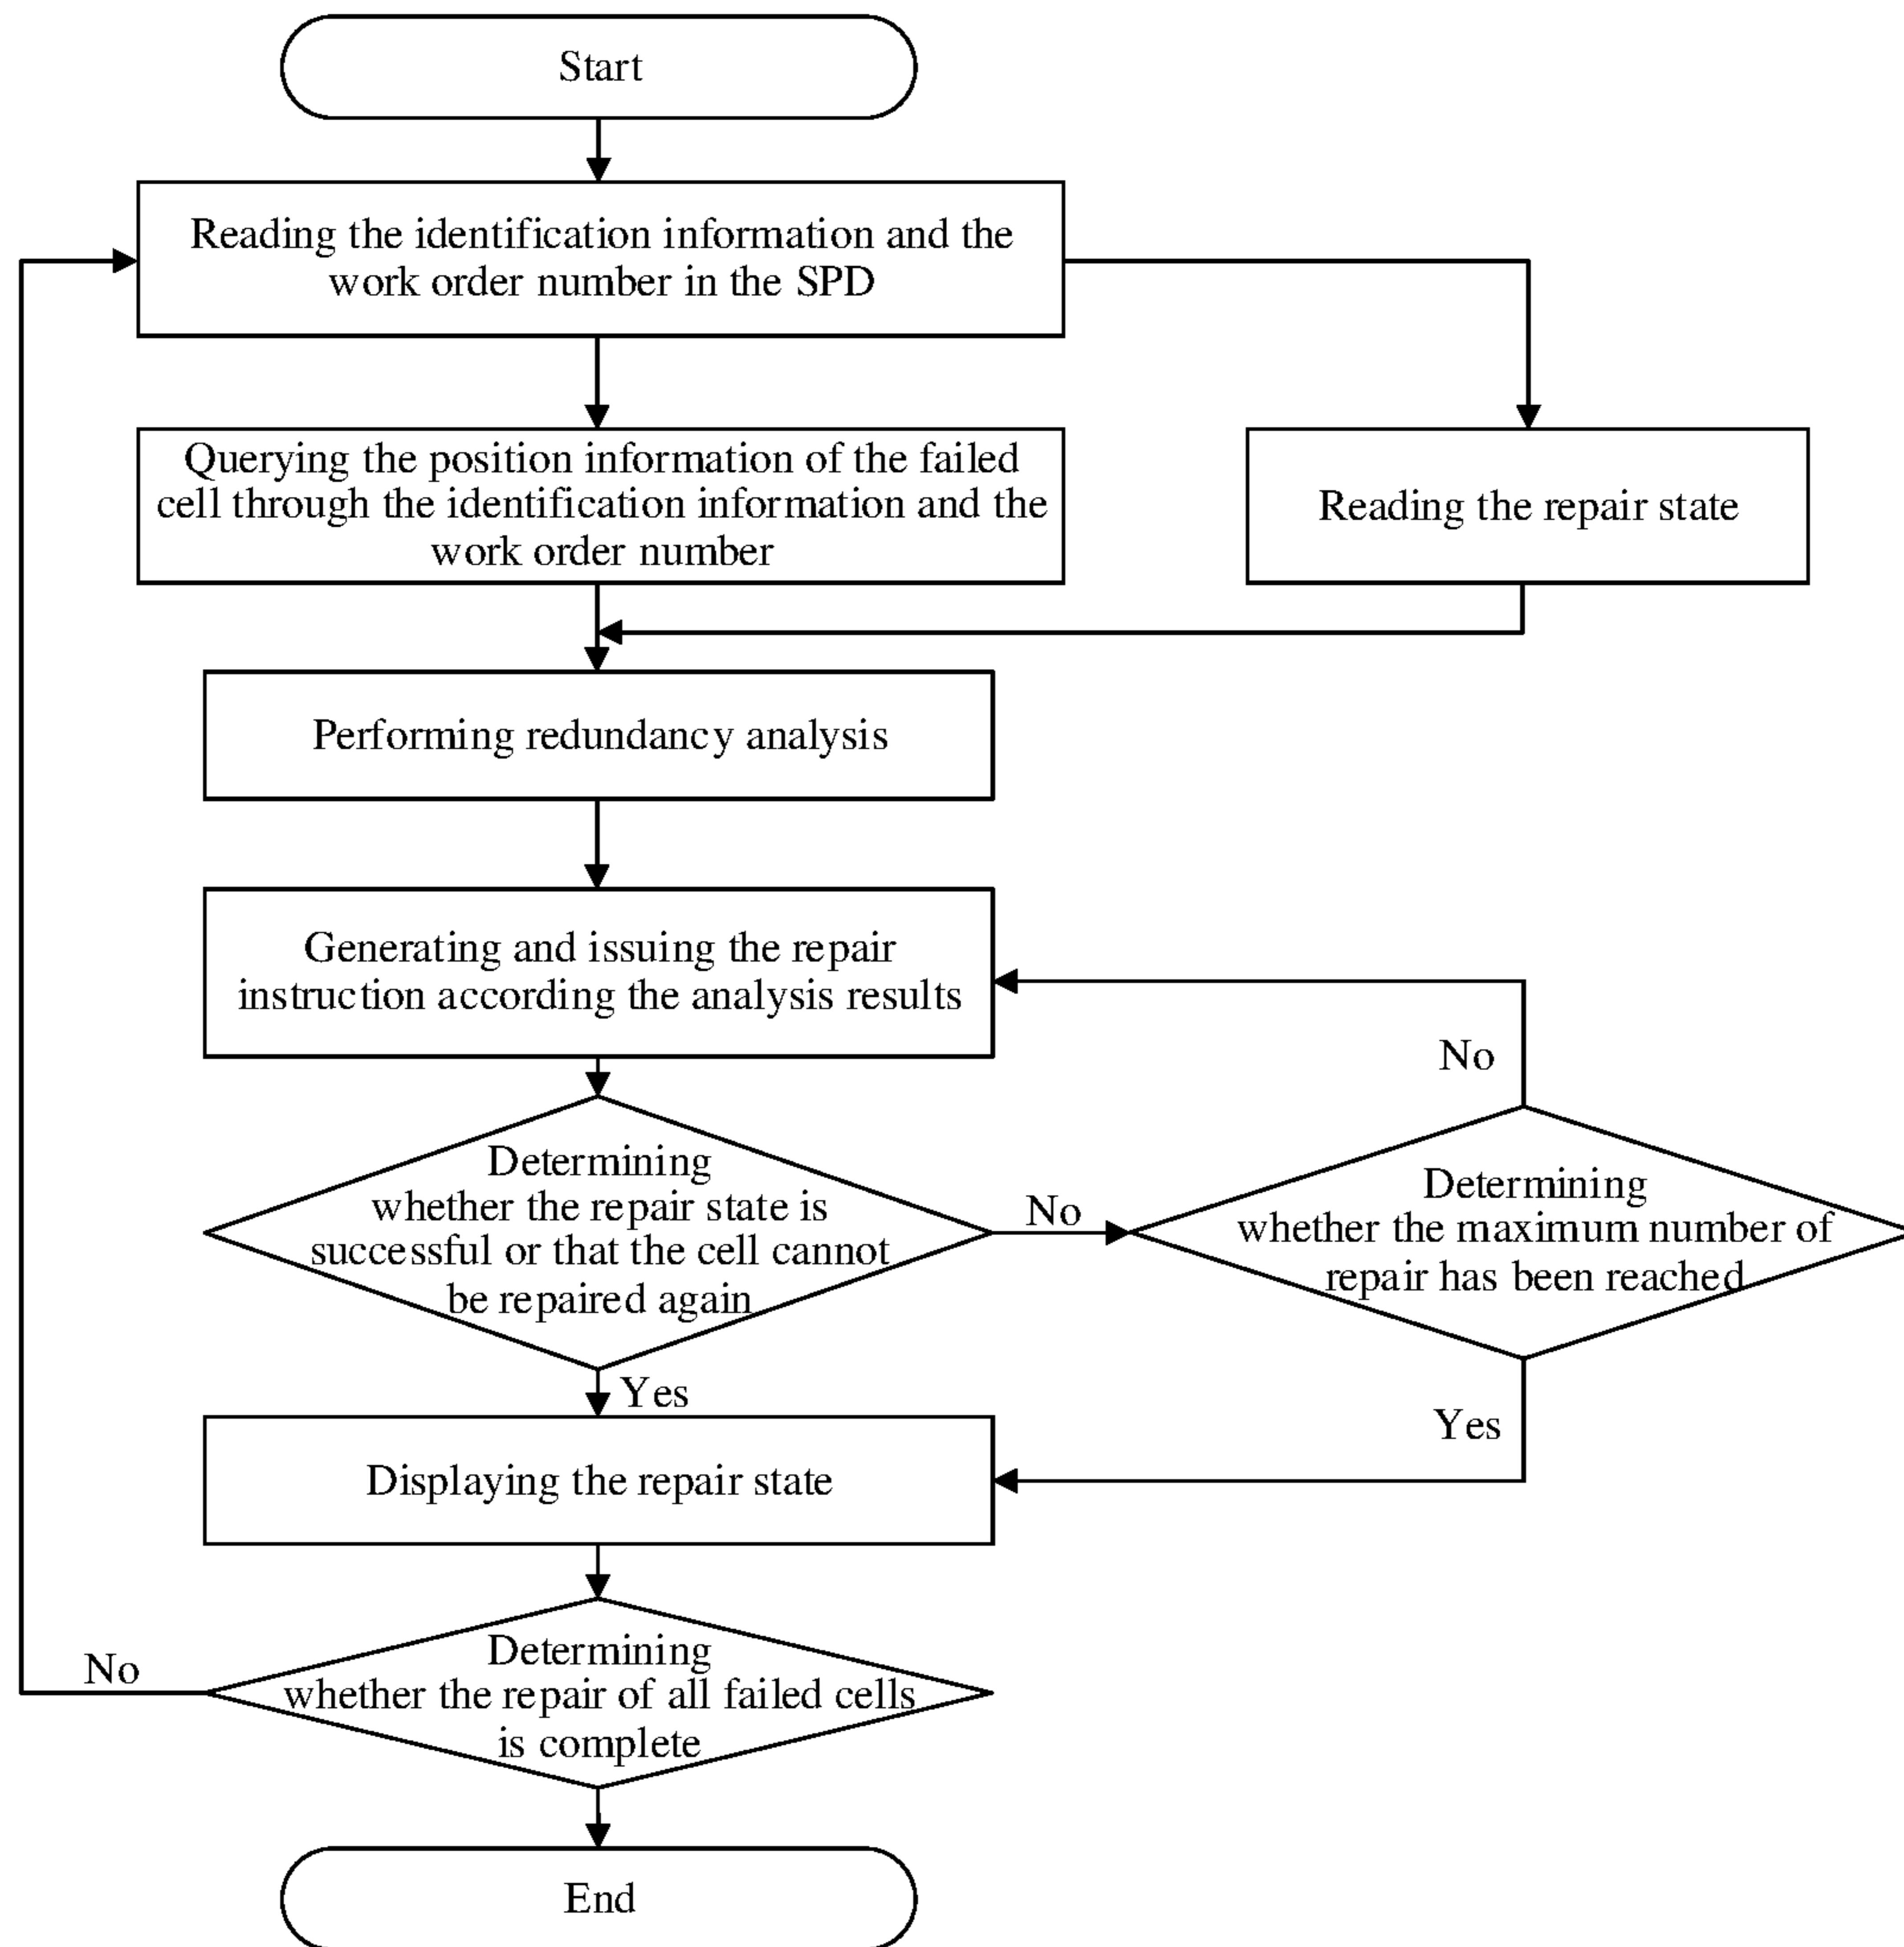 Start
Reading the identification information and the
work order number in the SPD
Querying the position information of the failed
cell through the identification information and the
work order number
Reading the repair state
Performing redundancy analysis
Generating and issuing the repair
instruction according the analysis results
No
Determining
whether the repair state is
successful or that the cell cannot
be repaired again
No
Determining
whether the maximum number of
repair has been reached
Yes
Yes
Displaying the repair state
No
Determining
whether the repair of all failed cells
is complete
End